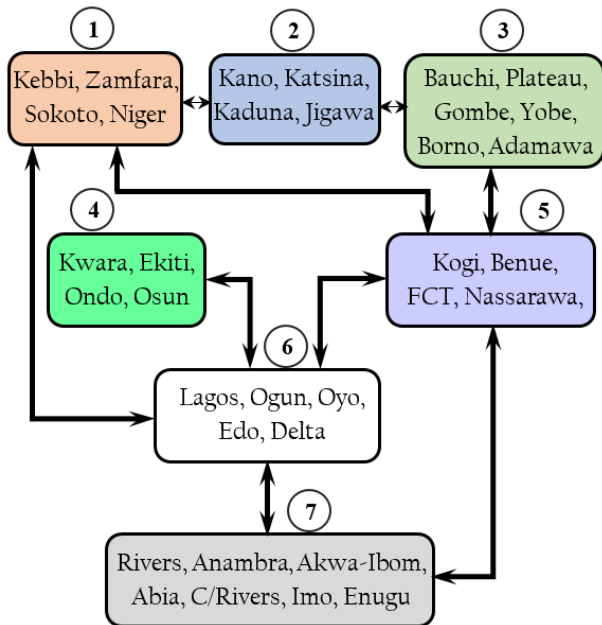 1
Kebbi, Zamfara,
Sokoto, Niger
2
Kano, Katsina,
Kaduna, Jigawa
3
Bauchi, Plateau,
Gombe, Yobe,
Borno, Adamawa
4
Kwara, Ekiti,
Ondo, Osun
5
Kogi, Benue,
FCT, Nassarawa,
6
Lagos, Ogun, Oyo,
Edo, Delta
7
Rivers, Anambra, Akwa-Ibom,
Abia, C/Rivers, Imo, Enugu